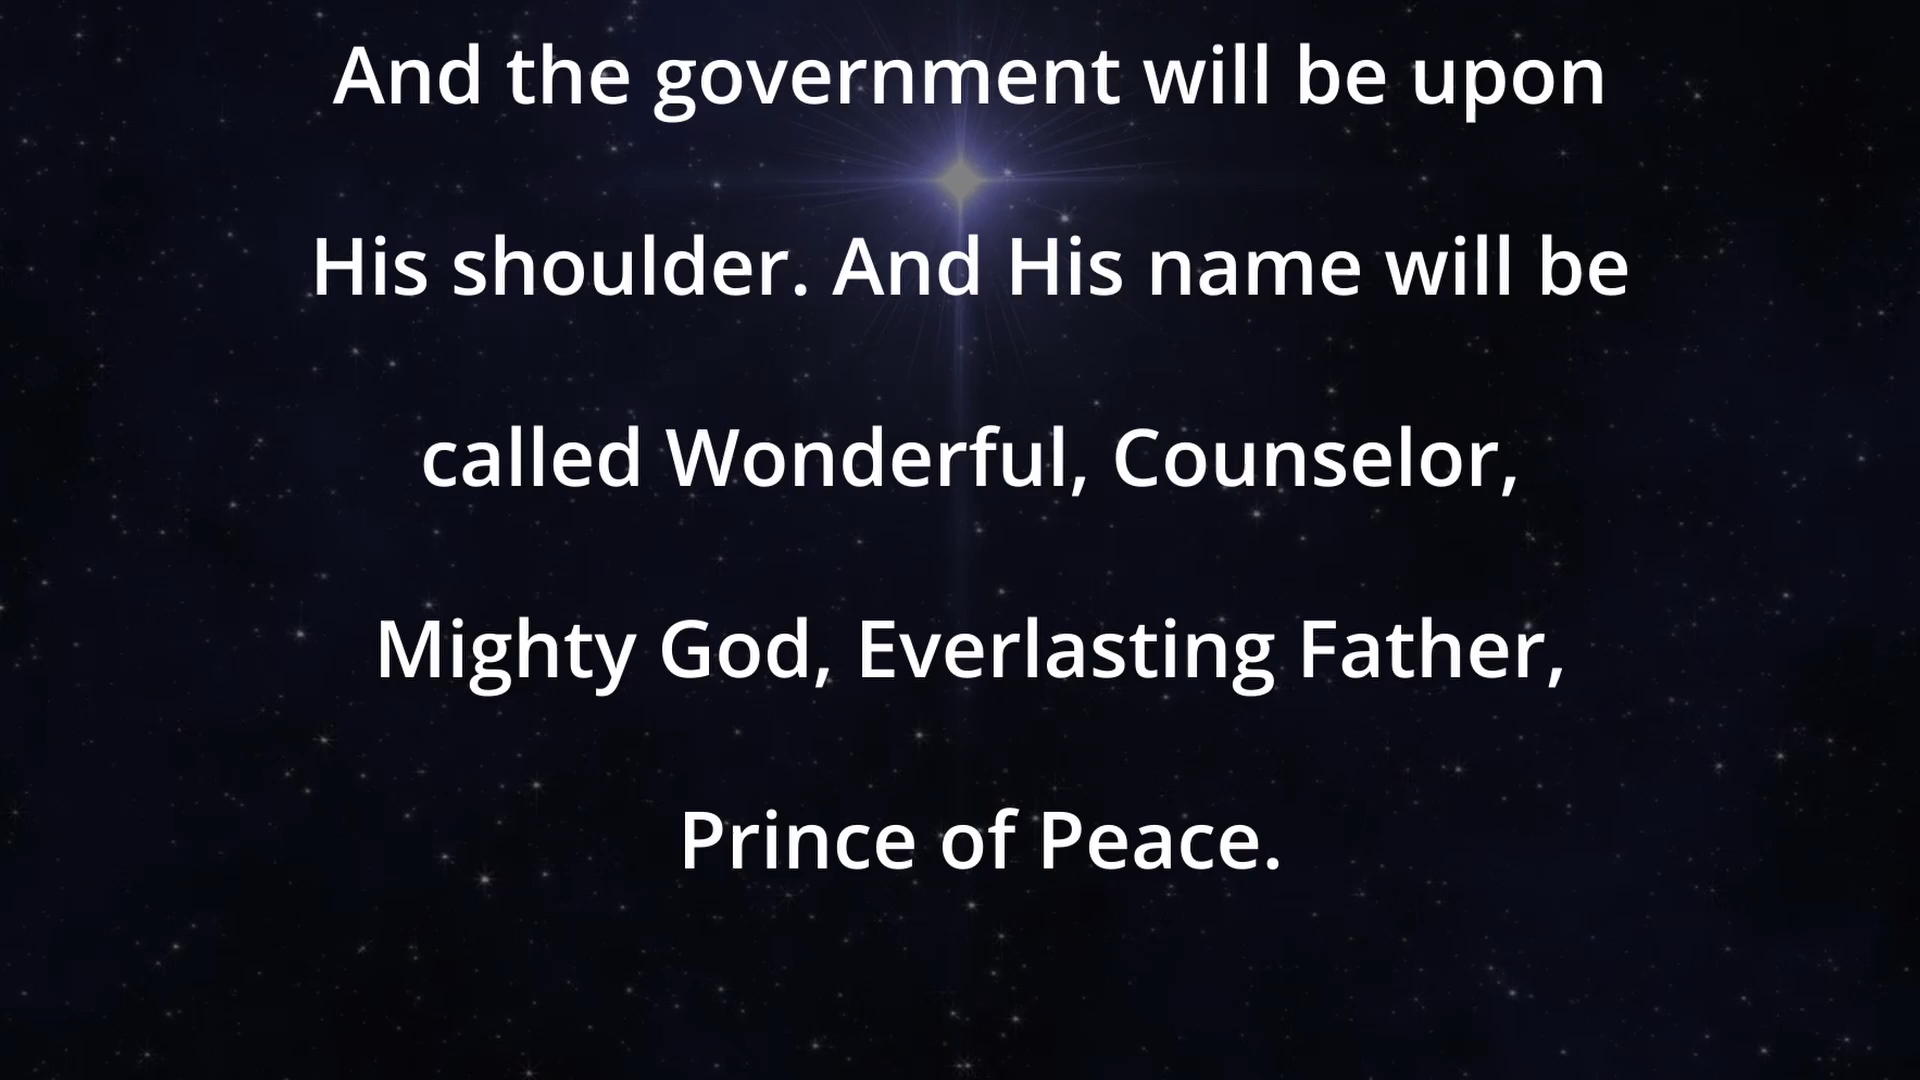 And the government will be upon
His shoulder. And His name will be
called Wonderful, Counselor,
Mighty God, Everlasting Father,
Prince of Peace.